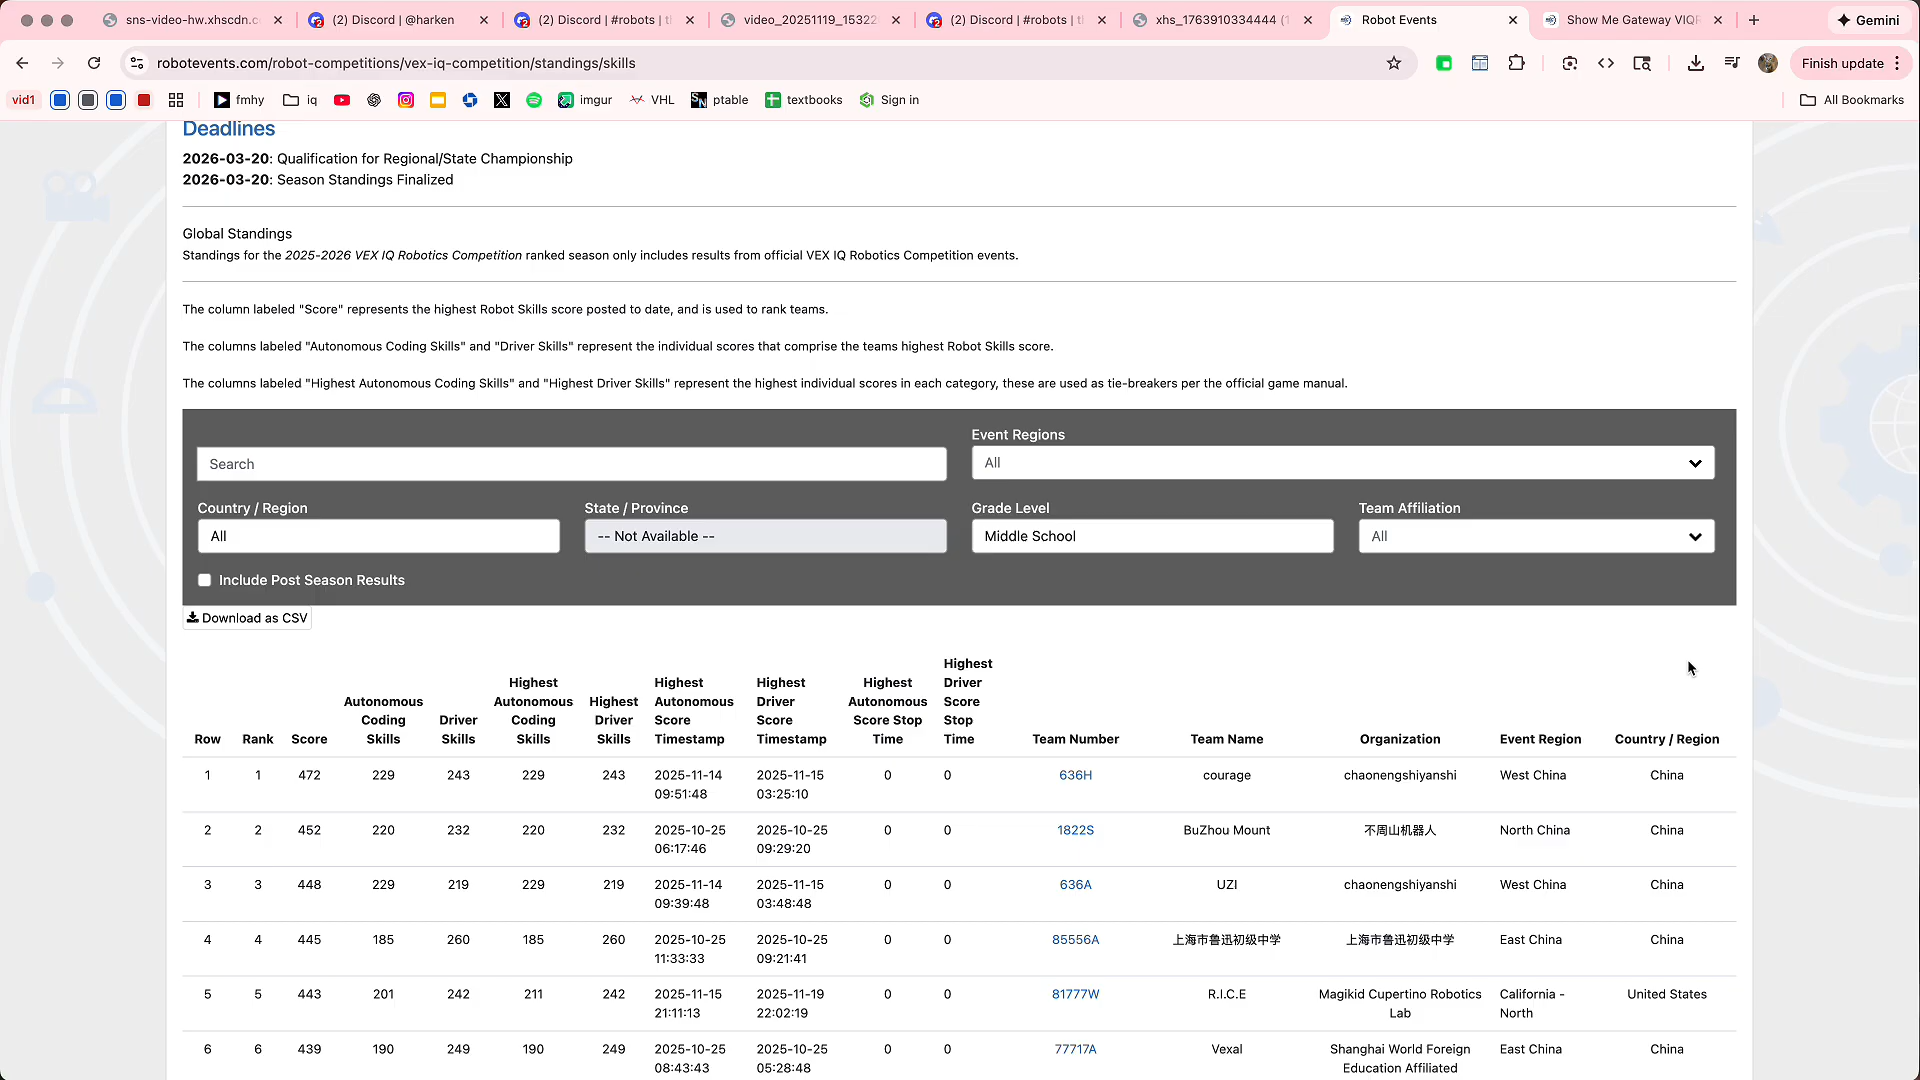 sns-video-hw.xhscdn.c
(2) Discord | @harken
(2) Discord | #robots | t
video_20251119_15322
(2) Discord | #robots | t
xhs_1763910334444 (1
Robot Events
Show Me Gateway VIQR
Gemini
robotevents.com/robot-competitions/vex-iq-competition/standings/skills
Finish update
vid1
fmhy
iq
imgur
VHL
ptable
textbooks
Sign in
All Bookmarks
Deadlines
2026-03-20: Qualification for Regional/State Championship
2026-03-20: Season Standings Finalized
Global Standings
Standings for the 2025-2026 VEX IQ Robotics Competition ranked season only includes results from official VEX IQ Robotics Competition events.
The column labeled "Score" represents the highest Robot Skills score posted to date, and is used to rank teams.
The columns labeled "Autonomous Coding Skills" and "Driver Skills" represent the individual scores that comprise the teams highest Robot Skills score.
The columns labeled "Highest Autonomous Coding Skills" and "Highest Driver Skills" represent the highest individual scores in each category, these are used as tie-breakers per the official game manual.
Search
Event Regions
All
Country / Region
All
State / Province
-- Not Available --
Grade Level
Middle School
Team Affiliation
All
Include Post Season Results
Download as CSV
Row Rank Score Autonomous Coding Skills Driver Skills Highest Autonomous Coding Skills Highest Driver Skills Highest Autonomous Score Timestamp Highest Driver Score Timestamp Highest Autonomous Score Stop Time Highest Driver Score Stop Time Team Number Team Name Organization Event Region Country / Region
1 1 472 229 243 229 243 2025-11-14 09:51:48 2025-11-15 03:25:10 0 0 636H courage chaonengshiyanshi West China China
2 2 452 220 232 220 232 2025-10-25 06:17:46 2025-10-25 09:29:20 0 0 1822S BuZhou Mount 不周山机器人 North China China
3 3 448 229 219 229 219 2025-11-14 09:39:48 2025-11-15 03:48:48 0 0 636A UZI chaonengshiyanshi West China China
4 4 445 185 260 185 260 2025-10-25 11:33:33 2025-10-25 09:21:41 0 0 85556A 上海市鲁迅初级中学 上海市鲁迅初级中学 East China China
5 5 443 201 242 211 242 2025-11-15 21:11:13 2025-11-19 22:02:19 0 0 81777W R.I.C.E Magikid Cupertino Robotics Lab California - North United States
6 6 439 190 249 190 249 2025-10-25 08:43:43 2025-10-25 05:28:48 0 0 77717A Vexal Shanghai World Foreign Education Affiliated East China China